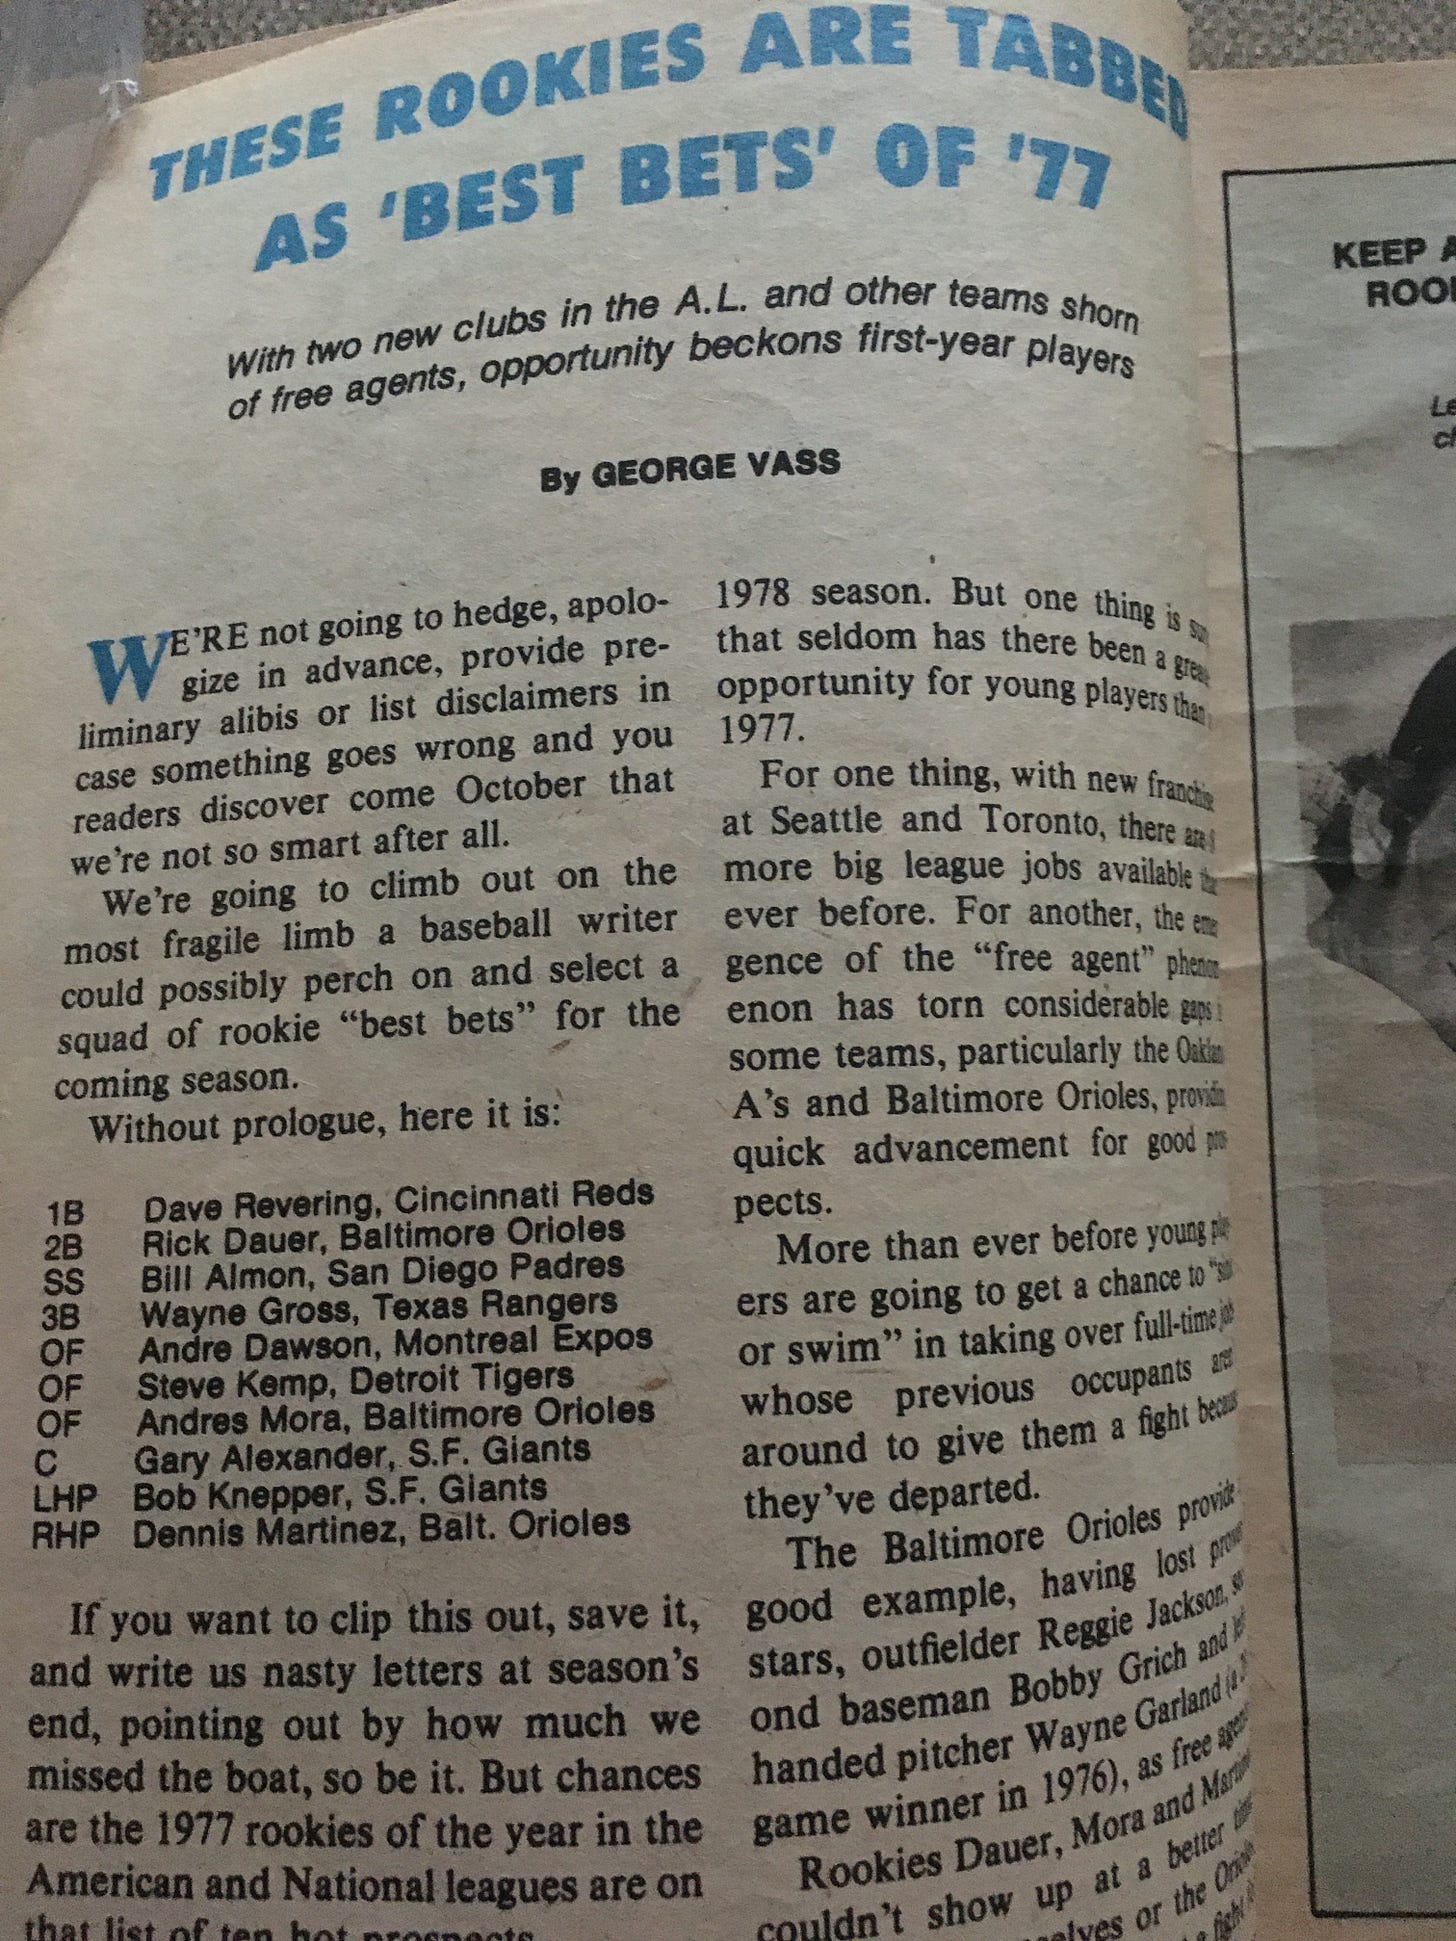 THESE ROOKIES ARE TABBED
AS 'BEST BETS' OF '77
With two new clubs in the A.L. and other teams shorn
of free agents, opportunity beckons first-year players
By GEORGE VASS
WE'RE not going to hedge, apolo-
gize in advance, provide pre-
liminary alibis or list disclaimers in
case something goes wrong and you
readers discover come October that
we're not so smart after all.
We're going to climb out on the
most fragile limb a baseball writer
could possibly perch on and select a
squad of rookie "best bets" for the
coming season.
Without prologue, here it is:
1B Dave Revering, Cincinnati Reds
2B Rick Dauer, Baltimore Orioles
SS Bill Almon, San Diego Padres
3B Wayne Gross, Texas Rangers
OF Andre Dawson, Montreal Expos
OF Steve Kemp, Detroit Tigers
OF Andres Mora, Baltimore Orioles
C Gary Alexander, S.F. Giants
LHP Bob Knepper, S.F. Giants
RHP Dennis Martinez, Balt. Orioles
If you want to clip this out, save it,
and write us nasty letters at season's
end, pointing out by how much we
missed the boat, so be it. But chances
are the 1977 rookies of the year in the
American and National leagues are on
that list of ten hot prospects.
1978 season. But one thing is
that seldom has there been a
opportunity for young players than
1977.
For one thing, with new
at Seattle and Toronto, there are
more big league jobs available
ever before. For another, the
gence of the "free agent"
enon has torn considerable gaps
some teams, particularly the
A's and Baltimore Orioles,
quick advancement for good
pects.
More than ever before young
ers are going to get a chance to
or swim" in taking over full-time
whose previous occupants
around to give them a fight
they've departed.
The Baltimore Orioles provide
good example, having lost
stars, outfielder Reggie Jackson,
ond baseman Bobby Grich and
handed pitcher Wayne Garland
game winner in 1976), as free
Rookies Dauer, Mora and
couldn't show up at a better
or the
KEEP